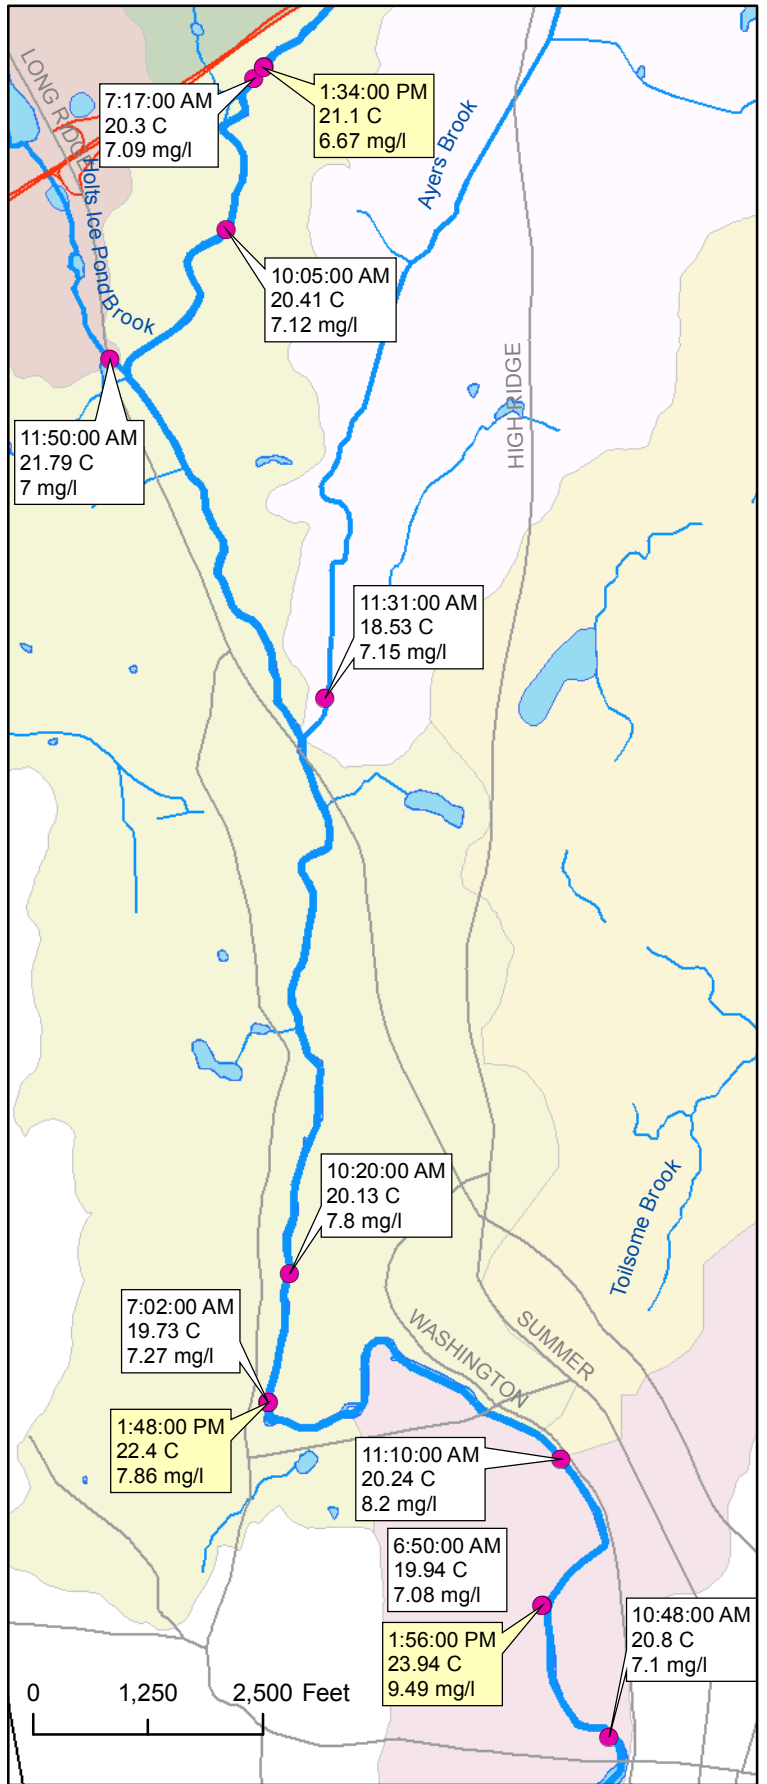 LONG RIDGE
7:17:00 AM
20.3 C
7.09 mg/l
1:34:00 PM
21.1 C
6.67 mg/l
Ayers Brook
Holts Ice PondBrook
10:05:00 AM
20.41 C
7.12 mg/l
HIGH RIDGE
11:50:00 AM
21.79 C
7 mg/l
11:31:00 AM
18.53 C
7.15 mg/l
10:20:00 AM
20.13 C
7.8 mg/l
Toilsome Brook
7:02:00 AM
19.73 C
7.27 mg/l
WASHINGTON
SUMMER
1:48:00 PM
22.4 C
7.86 mg/l
11:10:00 AM
20.24 C
8.2 mg/l
6:50:00 AM
19.94 C
7.08 mg/l
1:56:00 PM
23.94 C
9.49 mg/l
10:48:00 AM
20.8 C
7.1 mg/l
0 1,250 2,500 Feet